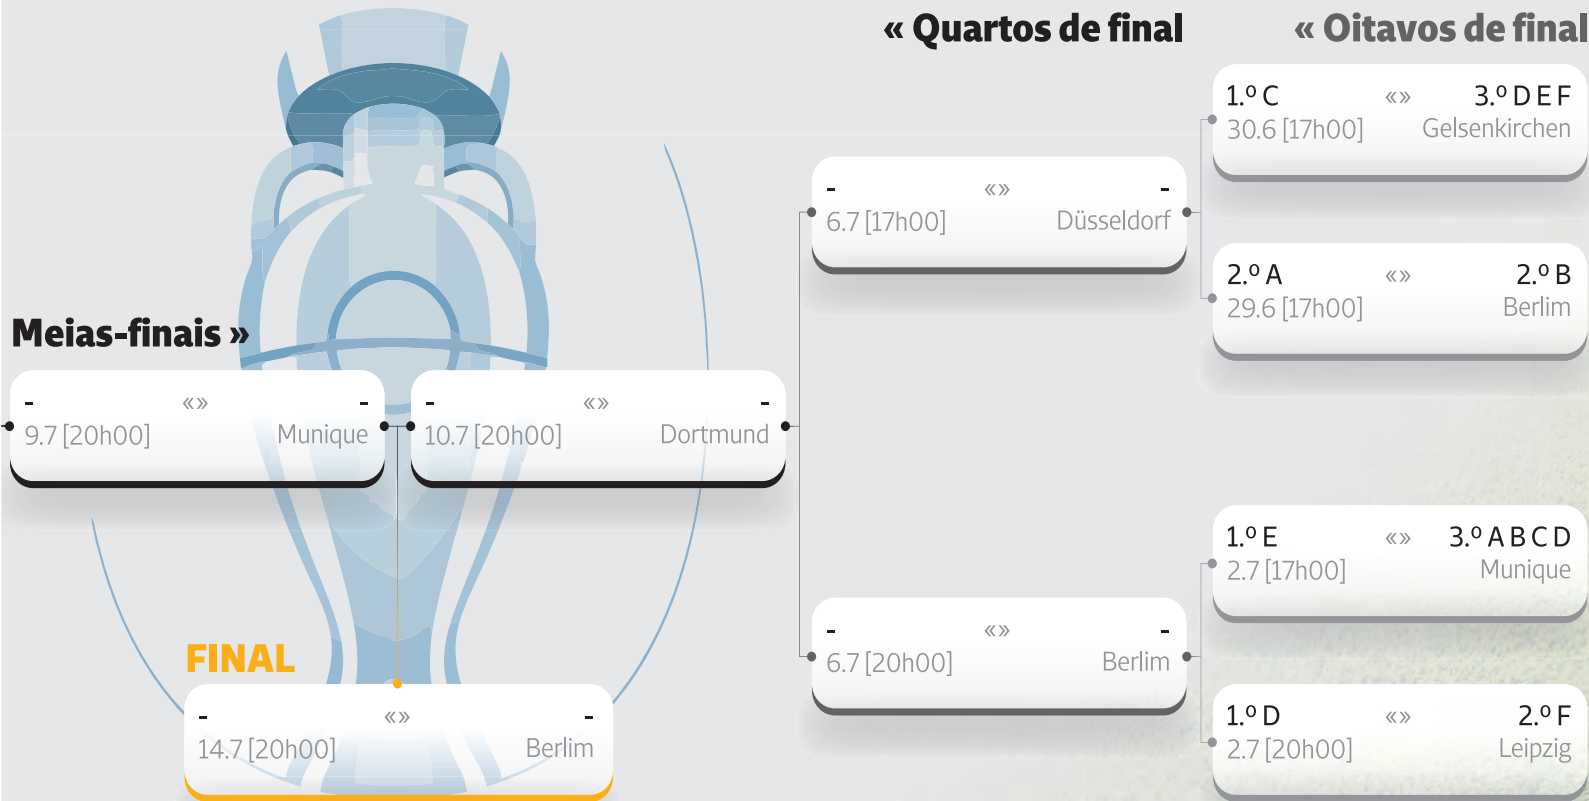 « Quartos de final
« Oitavos de final
1.º C «» 3.º D E F
30.6 [17h00] Gelsenkirchen
- «» -
6.7 [17h00] Düsseldorf
2.º A «» 2.º B
29.6 [17h00] Berlim
Meias-finais »
- «» -
9.7 [20h00] Munique
- «» -
10.7 [20h00] Dortmund
1.º E «» 3.º A B C D
2.7 [17h00] Munique
- «» -
6.7 [20h00] Berlim
1.º D «» 2.º F
2.7 [20h00] Leipzig
FINAL
- «» -
14.7 [20h00] Berlim